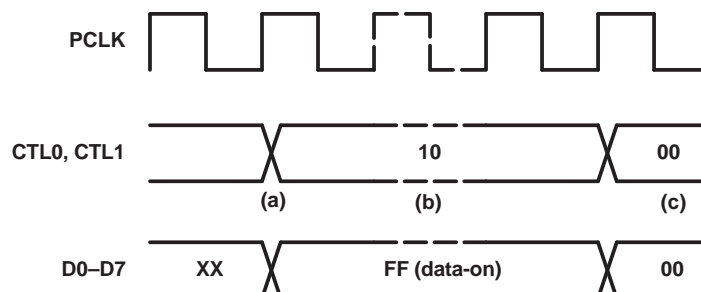 PCLK
CTL0, CTL1 10 00
(a) (b) (c)
D0–D7 XX FF (data-on) 00